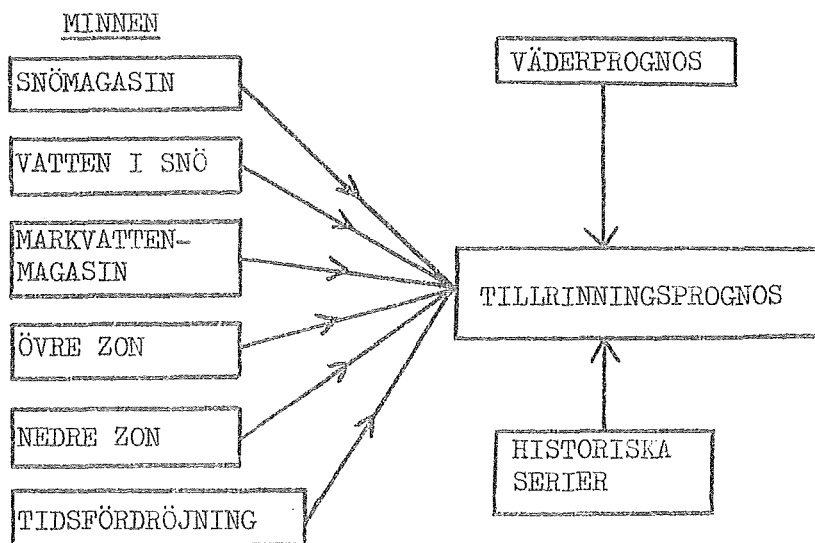 MINNEN
SNÖMAGASIN
VATTEN I SNÖ
MARKVATTEN-
MAGASIN
ÖVRE ZON
NEDRE ZON
TIDSFÖRDRÖJNING
VÄDERPROGNOS
TILLRINNINGSPROGNOS
HISTORISKA
SERIER